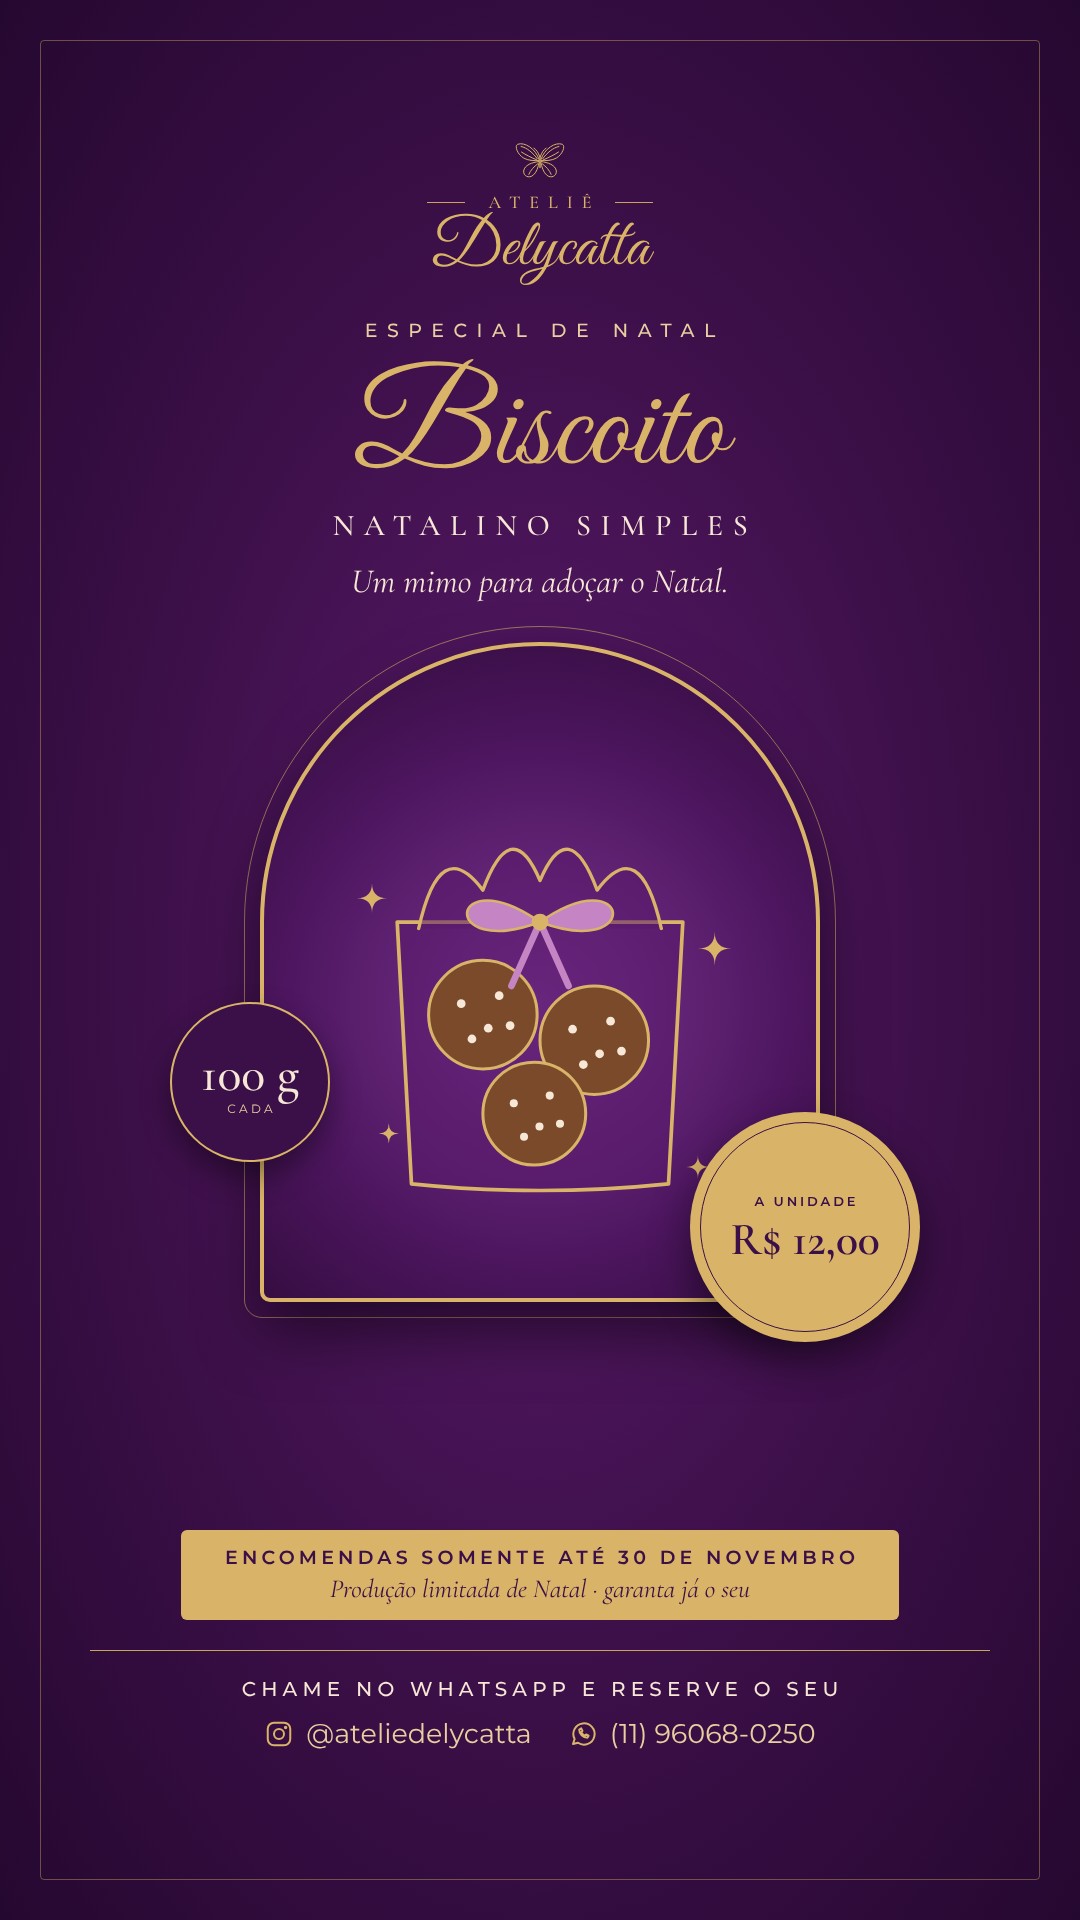 ATELIÊ
Delycatta
ESPECIAL DE NATAL
Biscoito
NATALINO SIMPLES
Um mimo para adoçar o Natal.
100 g
CADA
A UNIDADE
R$ 12,00
ENCOMENDAS SOMENTE ATÉ 30 DE NOVEMBRO
Produção limitada de Natal · garanta já o seu
CHAME NO WHATSAPP E RESERVE O SEU
@ateliedelycatta (11) 96068-0250